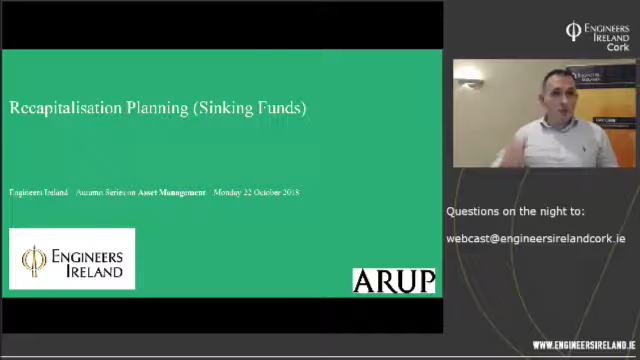 Recapitalisation Planning (Sinking Funds)
Engineers Ireland Autumn Series on Asset Management Monday 22 October 2018
ENGINEERS
IRELAND
ARUP
ENGINEERS
IRELAND
Cork
Questions on the night to:
webcast@engineersirelandcork.ie
WWW.ENGINEERSIRELAND.IE